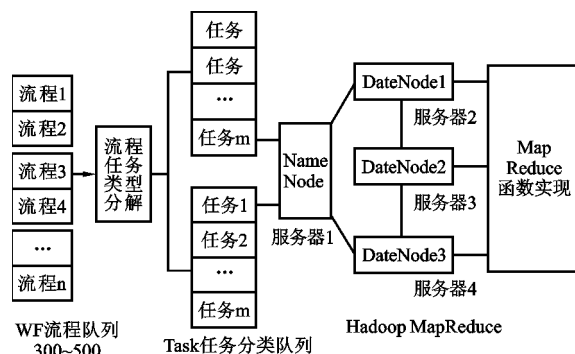 流程1
流程2
流程3
流程4
...
流程n
WF流程队列
300~500
流程
任务
类型
分解
任务
任务
...
任务m
任务1
任务2
...
任务m
Task任务分类队列
Name
Node
服务器1
DateNode1
服务器2
DateNode2
服务器3
DateNode3
服务器4
Hadoop MapReduce
Map
Reduce
函数实现